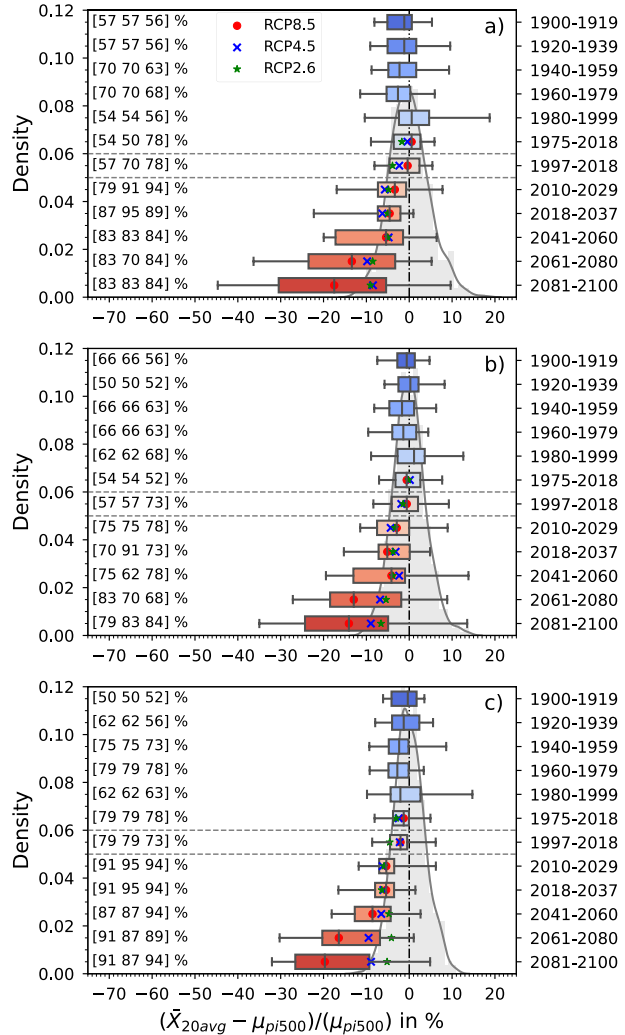 0.12 [57 57 56] % RCP8.5 a) 1900-1919
[57 57 56] % RCP4.5 1920-1939
0.10 [70 70 63] % RCP2.6 1940-1959
[70 70 68] % 1960-1979
0.08 [54 54 56] % 1980-1999
[54 50 78] % 1975-2018
0.06 [57 70 78] % 1997-2018
[79 91 94] % 2010-2029
0.04 [87 95 89] % 2018-2037
[83 83 84] % 2041-2060
0.02 [83 70 84] % 2061-2080
[83 83 84] % 2081-2100
0.00
Density
−70 −60 −50 −40 −30 −20 −10 0 10 20
0.12 [66 66 56] % b) 1900-1919
[50 50 52] % 1920-1939
0.10 [66 66 63] % 1940-1959
[66 66 63] % 1960-1979
0.08 [62 62 68] % 1980-1999
[54 54 52] % 1975-2018
0.06 [57 57 73] % 1997-2018
[75 75 78] % 2010-2029
0.04 [70 91 73] % 2018-2037
[75 62 78] % 2041-2060
0.02 [83 70 68] % 2061-2080
[79 83 84] % 2081-2100
0.00
Density
−70 −60 −50 −40 −30 −20 −10 0 10 20
0.12 [50 50 52] % c) 1900-1919
[62 62 56] % 1920-1939
0.10 [75 75 73] % 1940-1959
[79 79 78] % 1960-1979
0.08 [62 62 63] % 1980-1999
[79 79 78] % 1975-2018
0.06 [79 79 73] % 1997-2018
[91 95 94] % 2010-2029
0.04 [91 95 94] % 2018-2037
[87 87 94] % 2041-2060
0.02 [91 87 89] % 2061-2080
[91 87 94] % 2081-2100
0.00
Density
−70 −60 −50 −40 −30 −20 −10 0 10 20
(X̄20avg − μpi500)/(μpi500) in %